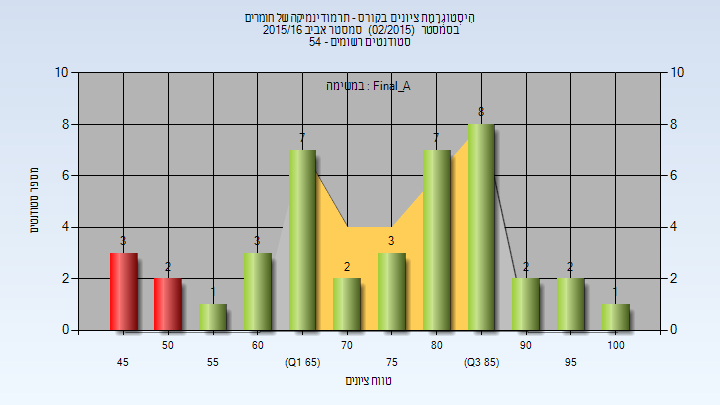 היסטוגרמת ציונים בקורס - תרמודינמיקה של חומרים
בסמסטר (02/2015) סמסטר אביב 2015/16
סטודנטים רשומים - 54
במשימה : Final_A
10 10
8 8
6 6
4 4
2 2
0 0
מספר סטודנטים
3 2 1 3 7 2 3 7 8 2 2 1
45 50 55 60 (Q1 65) 70 75 80 (Q3 85) 90 95 100
טווח ציונים